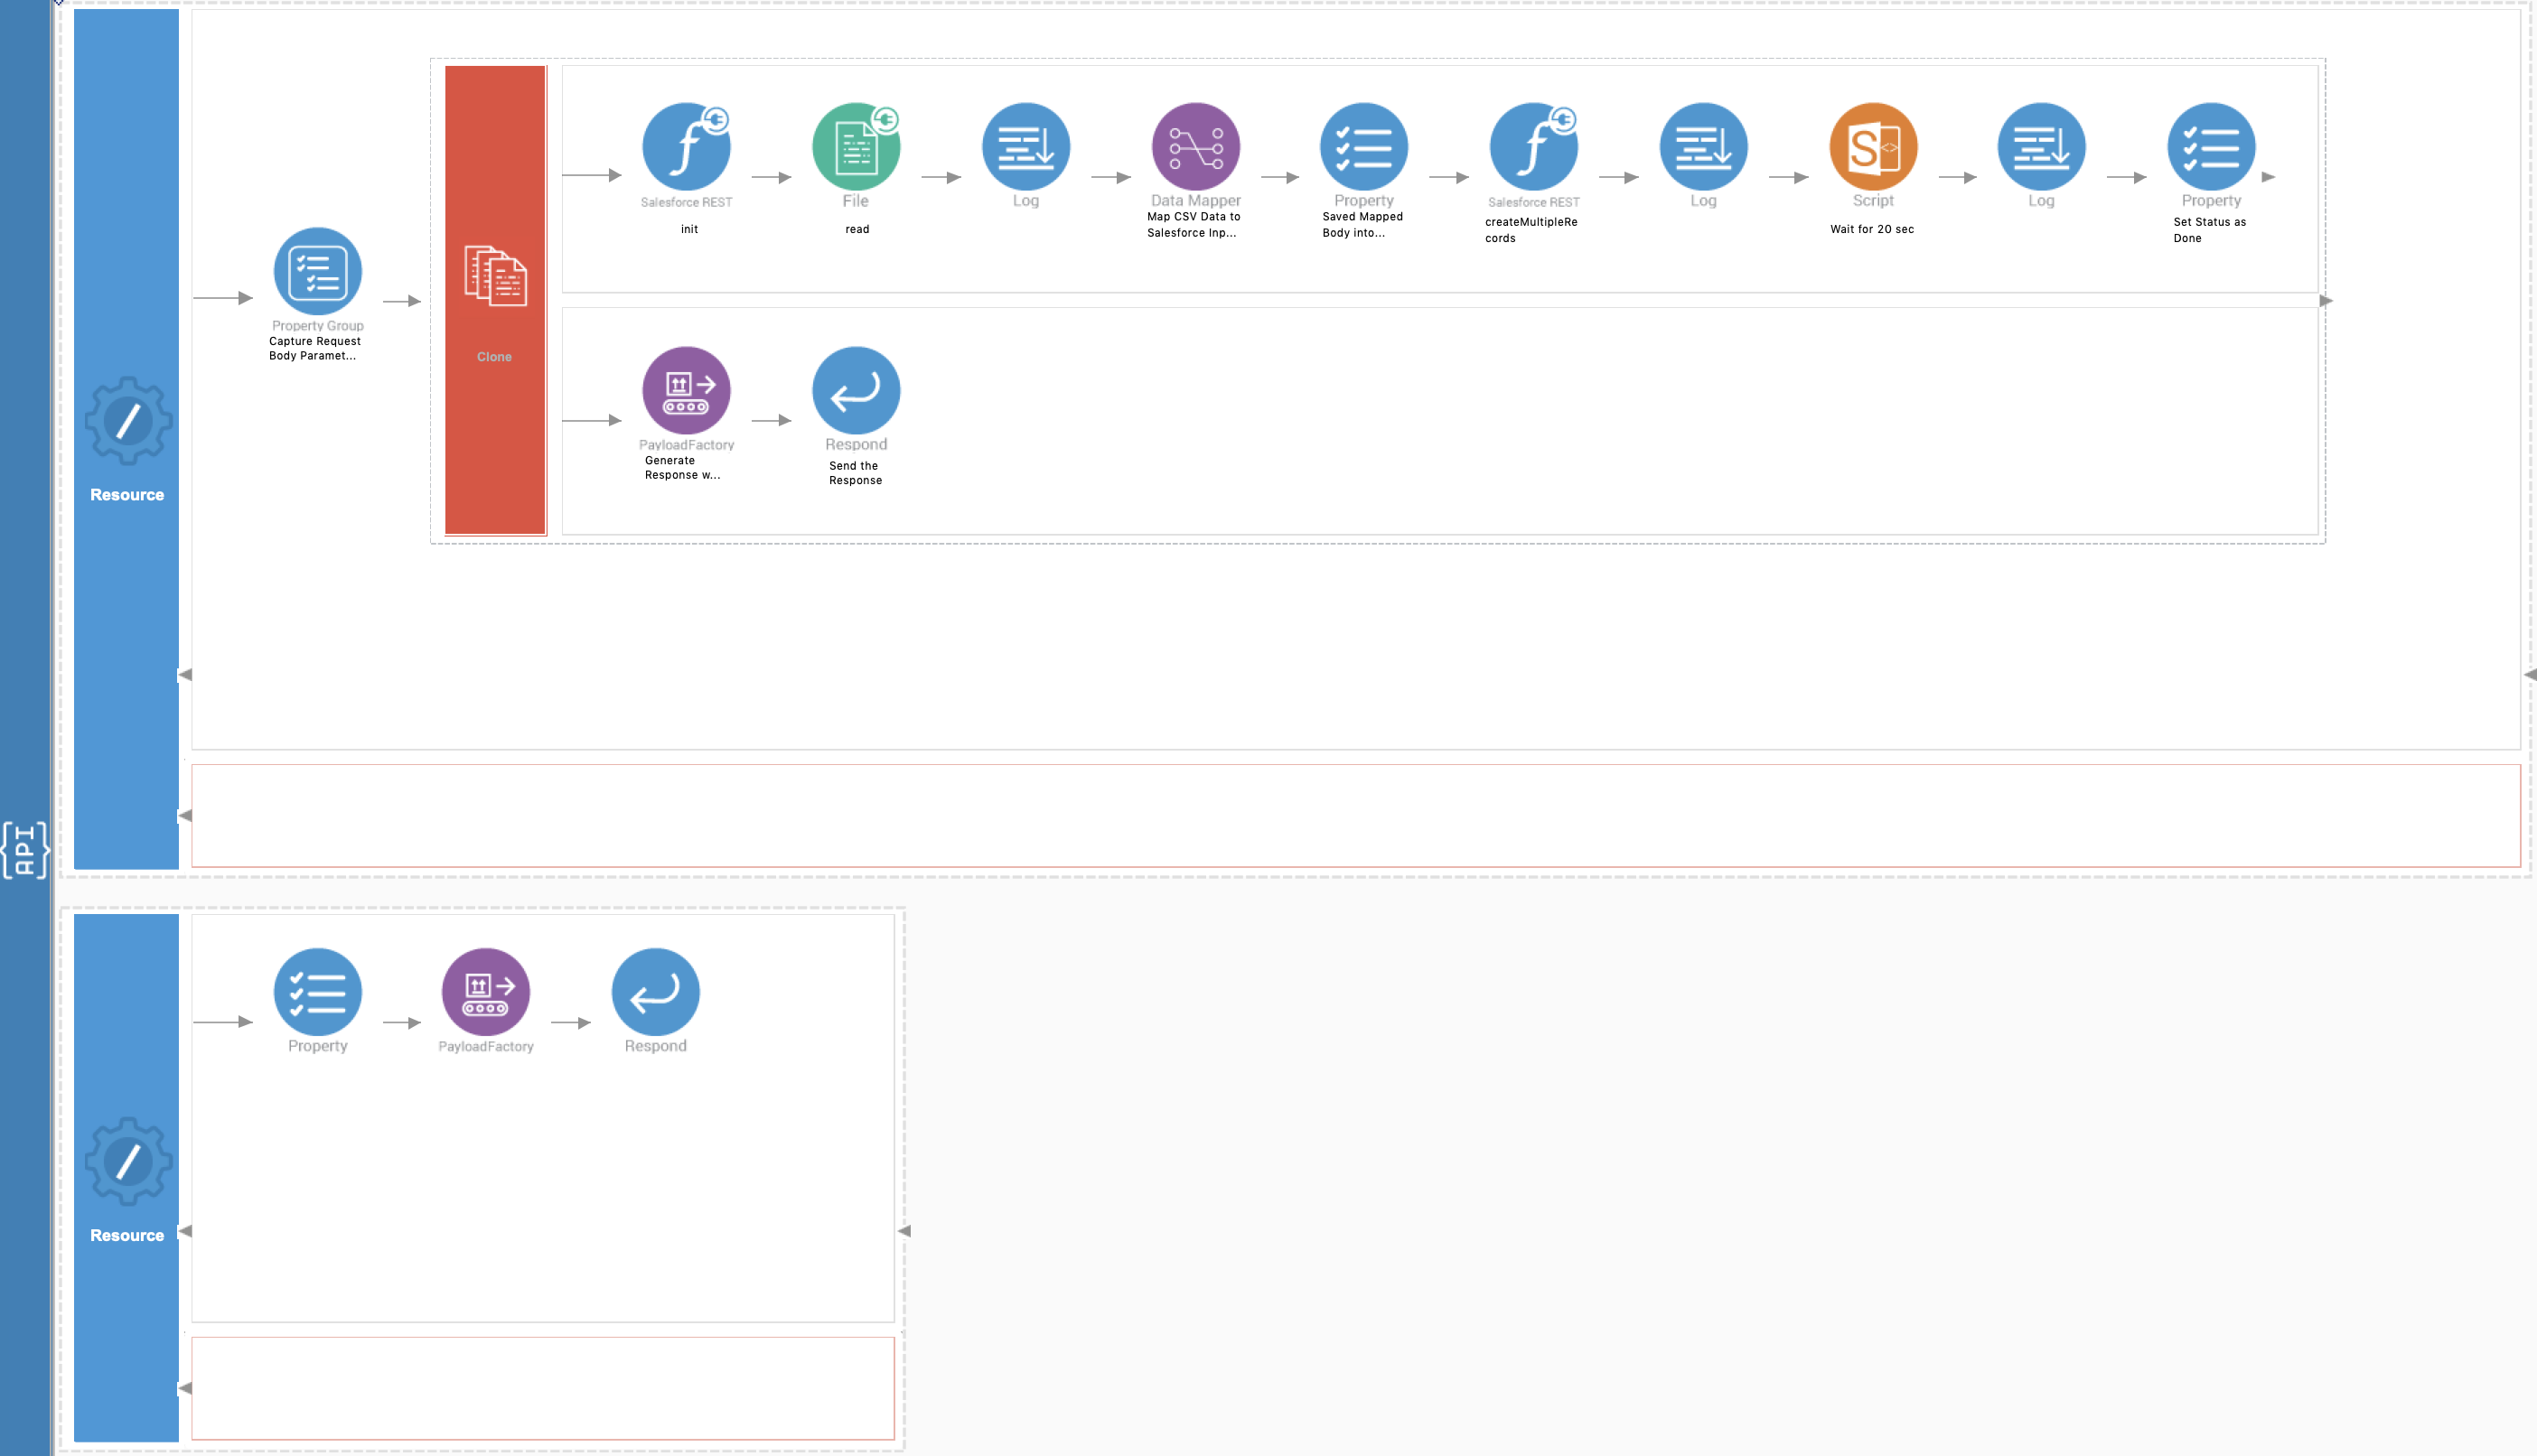 {API}
Resource
Property Group
Capture Request
Body Paramet...
Clone
Salesforce REST
init
File
read
Log
Data Mapper
Map CSV Data to
Salesforce Inp...
Property
Saved Mapped
Body into...
Salesforce REST
createMultipleRe
cords
Log
Script
Wait for 20 sec
Log
Property
Set Status as
Done
PayloadFactory
Generate
Response w...
Respond
Send the
Response
Resource
Property
PayloadFactory
Respond